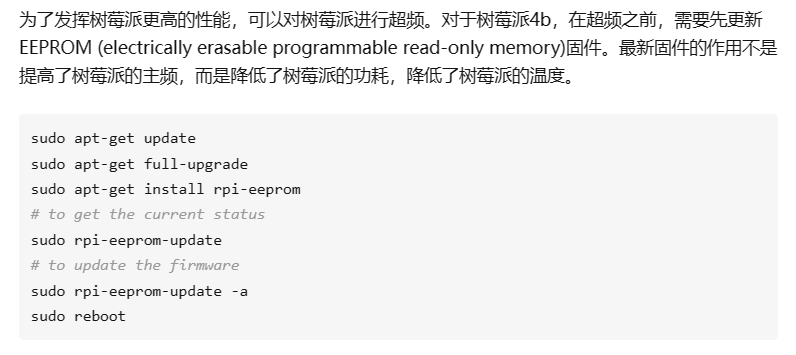 为了发挥树莓派更高的性能，可以对树莓派进行超频。对于树莓派4b，在超频之前，需要先更新
EEPROM (electrically erasable programmable read-only memory)固件。最新固件的作用不是
提高了树莓派的主频，而是降低了树莓派的功耗，降低了树莓派的温度。
sudo apt-get update
sudo apt-get full-upgrade
sudo apt-get install rpi-eeprom
# to get the current status
sudo rpi-eeprom-update
# to update the firmware
sudo rpi-eeprom-update -a
sudo reboot